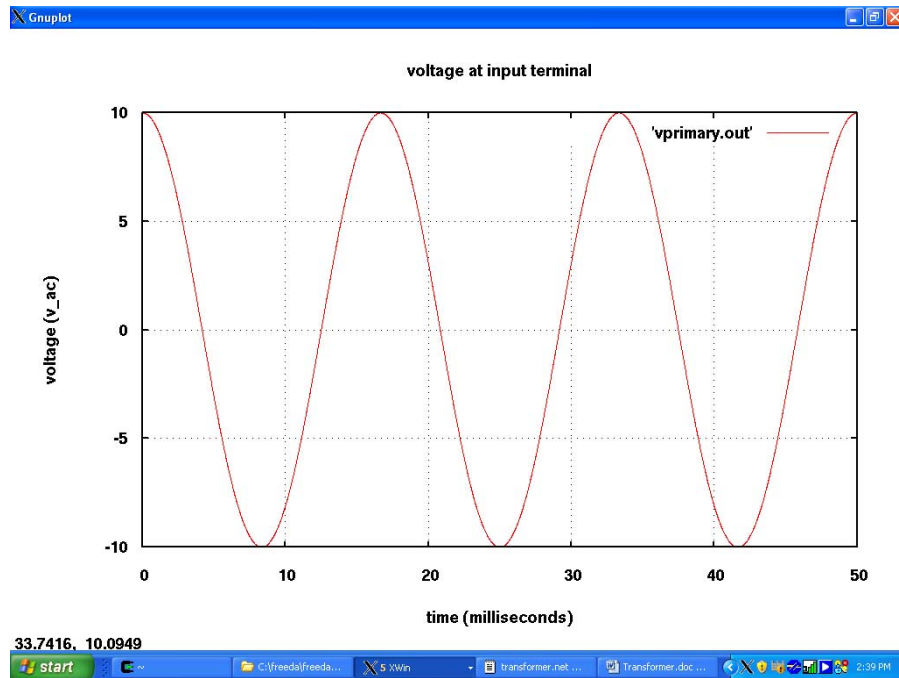 Gnuplot
voltage at input terminal
'vprimary.out'
10
5
0
-5
-10
voltage (v_ac)
0 10 20 30 40 50
time (milliseconds)
33.7416, 10.0949
start ~ C:\freeda\freeda... 5 XWin transformer.net ... Transformer.doc ... 2:39 PM